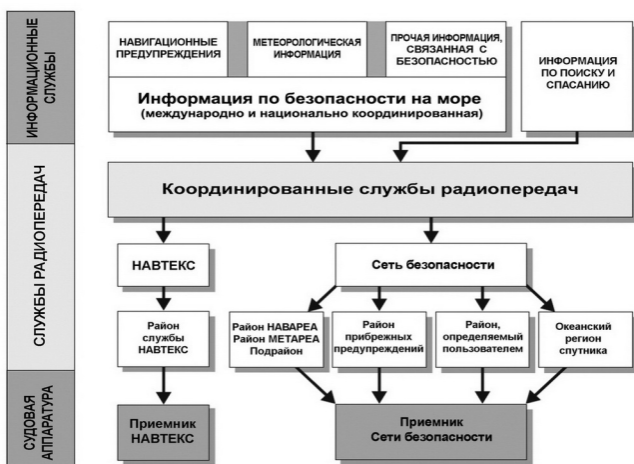 ИНФОРМАЦИОННЫЕ
СЛУЖБЫ
НАВИГАЦИОННЫЕ
ПРЕДУПРЕЖДЕНИЯ
МЕТЕОРОЛОГИЧЕСКАЯ
ИНФОРМАЦИЯ
ПРОЧАЯ ИНФОРМАЦИЯ,
СВЯЗАННАЯ С
БЕЗОПАСНОСТЬЮ
Информация по безопасности на море
(международно и национально координированная)
ИНФОРМАЦИЯ
ПО ПОИСКУ И
СПАСАНИЮ
СЛУЖБЫ РАДИОПЕРЕДАЧ
Координированные службы радиопередач
НАВТЕКС
Сеть безопасности
Район
службы
НАВТЕКС
Район НАВАРЕА
Район МЕТАРЕА
Подрайон
Район
прибрежных
предупреждений
Район,
определяемый
пользователем
Океанский
регион
спутника
СУДОВАЯ
АППАРАТУРА
Приемник
НАВТЕКС
Приемник
Сети безопасности